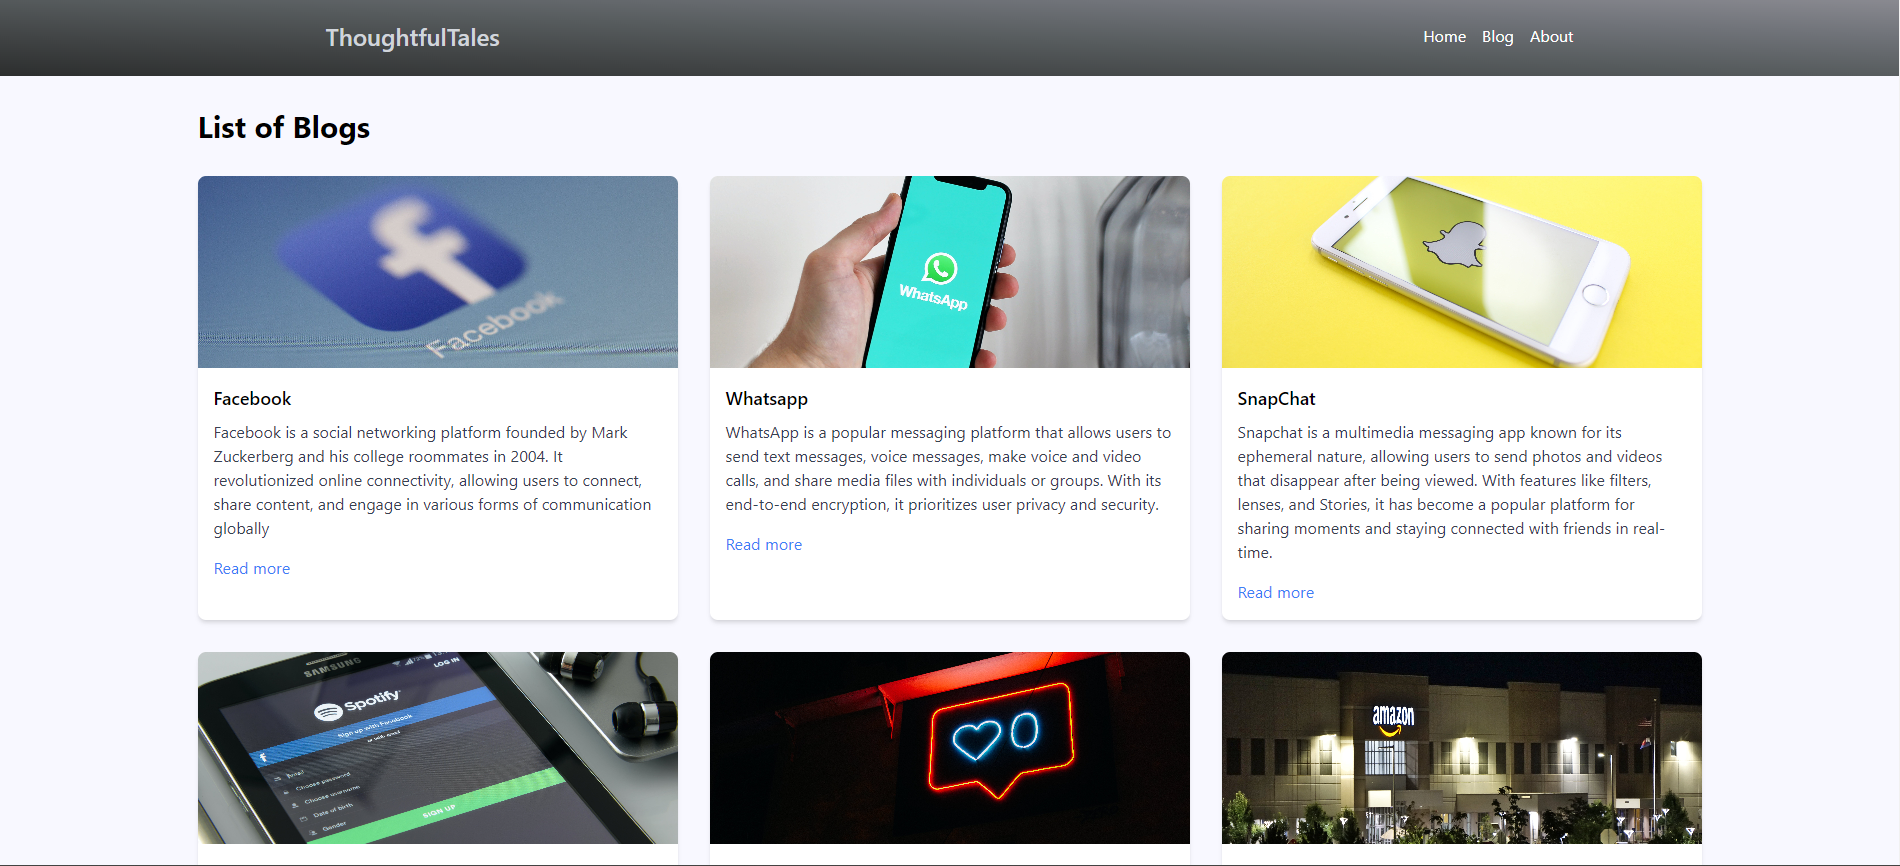 ThoughtfulTales
Home Blog About
List of Blogs
Facebook
WhatsApp
Facebook
Facebook is a social networking platform founded by Mark
Zuckerberg and his college roommates in 2004. It
revolutionized online connectivity, allowing users to connect,
share content, and engage in various forms of communication
globally
Read more
Whatsapp
WhatsApp is a popular messaging platform that allows users to
send text messages, voice messages, make voice and video
calls, and share media files with individuals or groups. With its
end-to-end encryption, it prioritizes user privacy and security.
Read more
SnapChat
Snapchat is a multimedia messaging app known for its
ephemeral nature, allowing users to send photos and videos
that disappear after being viewed. With features like filters,
lenses, and Stories, it has become a popular platform for
sharing moments and staying connected with friends in real-
time.
Read more
SAMSUNG
LOG IN
Spotify
Sign up with Facebook
or with email
Email
Choose password
Choose username
Date of birth
Gender
SIGN UP
0
amazon